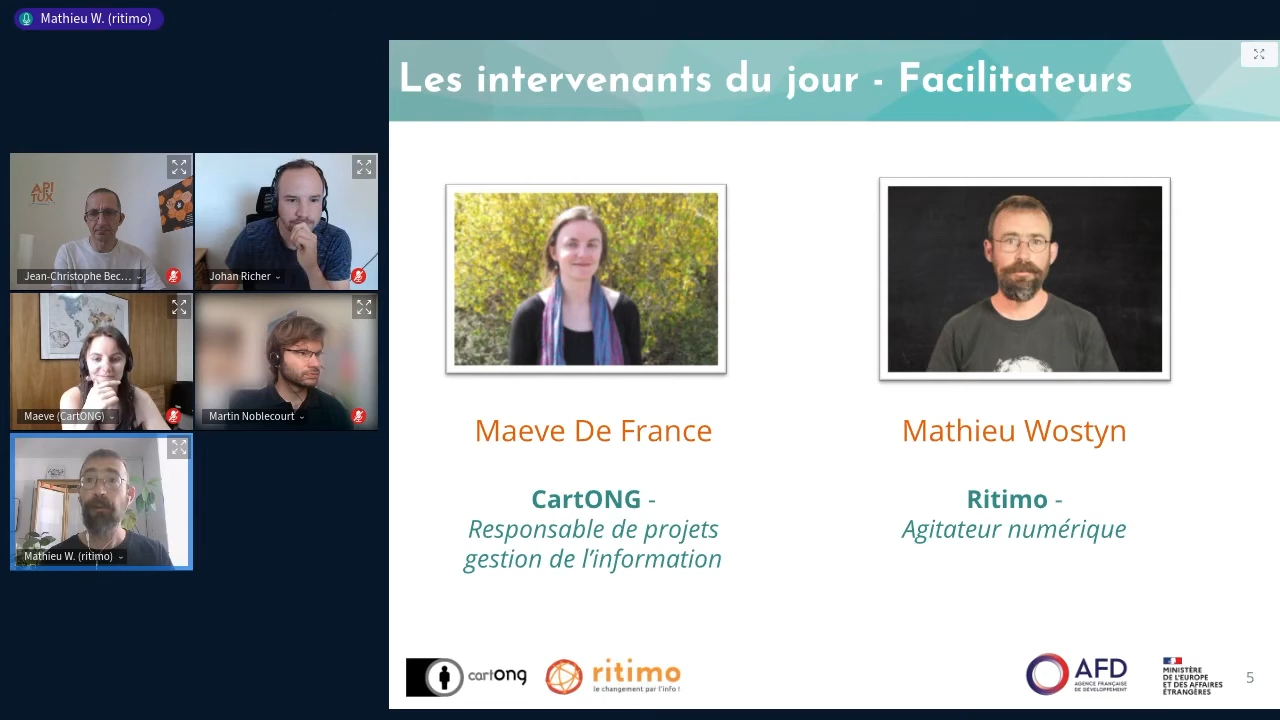 Mathieu W. (ritimo)
Les intervenants du jour - Facilitateurs
API
TUX
Jean-Christophe Bec...
Johan Richer
Maeve (CartONG)
Martin Noblecourt
Mathieu W. (ritimo)
Maeve De France
CartONG -
Responsable de projets
gestion de l'information
Mathieu Wostyn
Ritimo -
Agitateur numérique
cartong
ritimo
le changement par l'info !
AFD
AGENCE FRANÇAISE
DE DÉVELOPPEMENT
MINISTÈRE
DE L'EUROPE
ET DES AFFAIRES
ÉTRANGÈRES
5